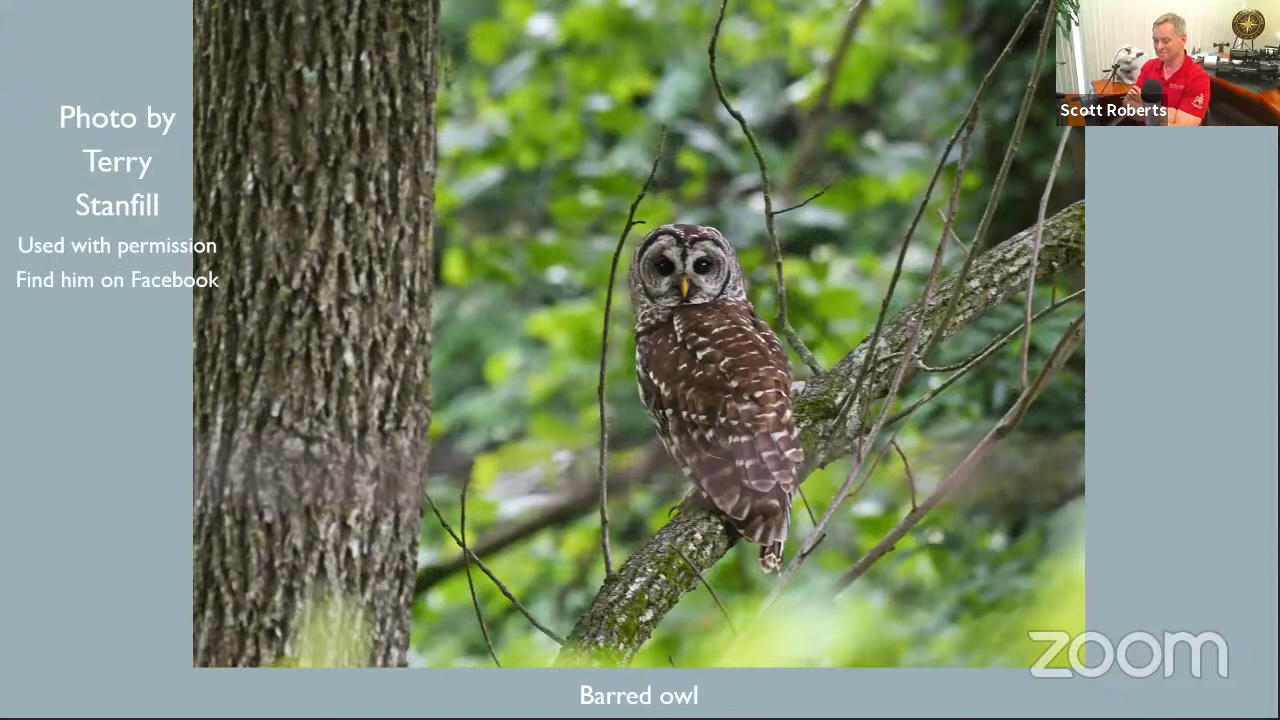 Photo by
Terry
Stanfill
Used with permission
Find him on Facebook
Scott Roberts
zoom
Barred owl